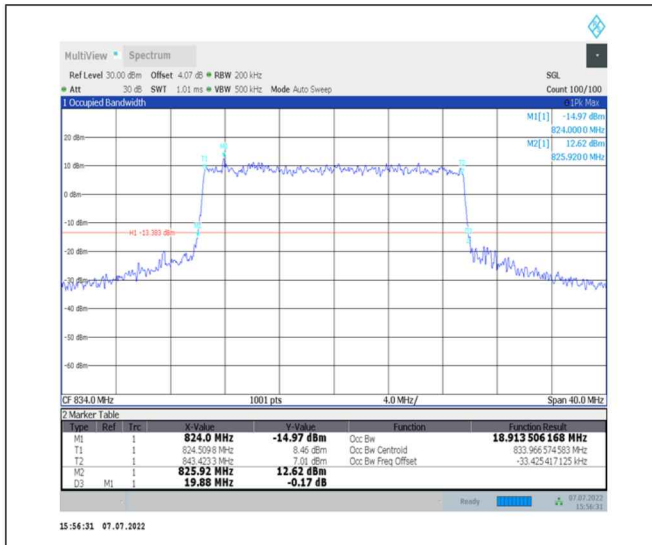 MultiView Spectrum
Ref Level 30.00 dBm Offset 4.07 dB RBW 200 kHz SGL
Att 30 dB SWT 1.01 ms VBW 500 kHz Mode Auto Sweep Count 100/100
1 Occupied Bandwidth 1Pk Max
M1[1] -14.97 dBm
824.0000 MHz
M2[1] 12.62 dBm
825.9200 MHz
20 dBm
T1
T2
10 dBm
0 dBm
-10 dBm
H1 -13.383 dBm
-20 dBm
-30 dBm
-40 dBm
-50 dBm
-60 dBm
CF 834.0 MHz 1001 pts 4.0 MHz/ Span 40.0 MHz
2 Marker Table
Type Ref Trc X-Value Y-Value Function Function Result
M1 1 824.0 MHz -14.97 dBm Occ Bw 18.913 506 168 MHz
T1 1 824.5098 MHz 8.46 dBm Occ Bw Centroid 833.966 574 583 MHz
T2 1 843.4233 MHz 7.01 dBm Occ Bw Freq Offset -33.425 417 125 kHz
M2 1 825.92 MHz 12.62 dBm
D3 M1 1 19.88 MHz -0.17 dB
Ready 07.07.2022
15:56:31
15:56:31 07.07.2022